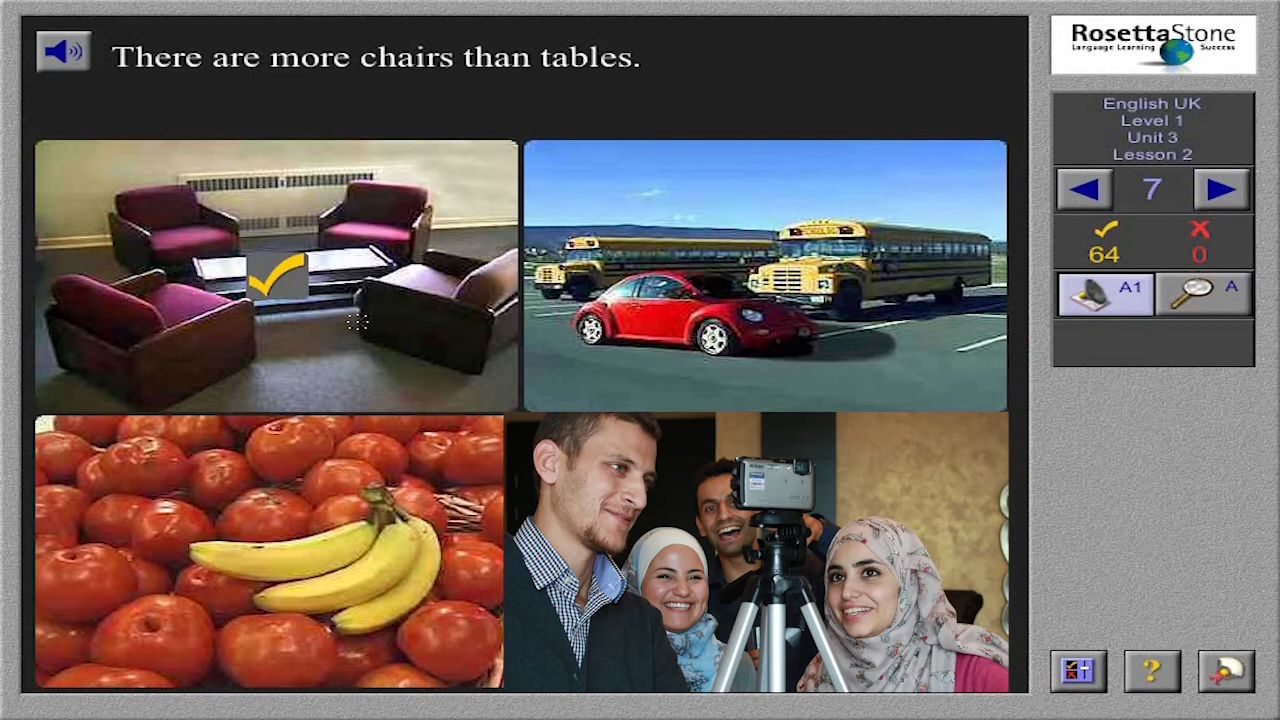 There are more chairs than tables.
RosettaStone
Language Learning Success
English UK
Level 1
Unit 3
Lesson 2
7
64
0
A1
A
SCHOOL BUS
Nikon
?